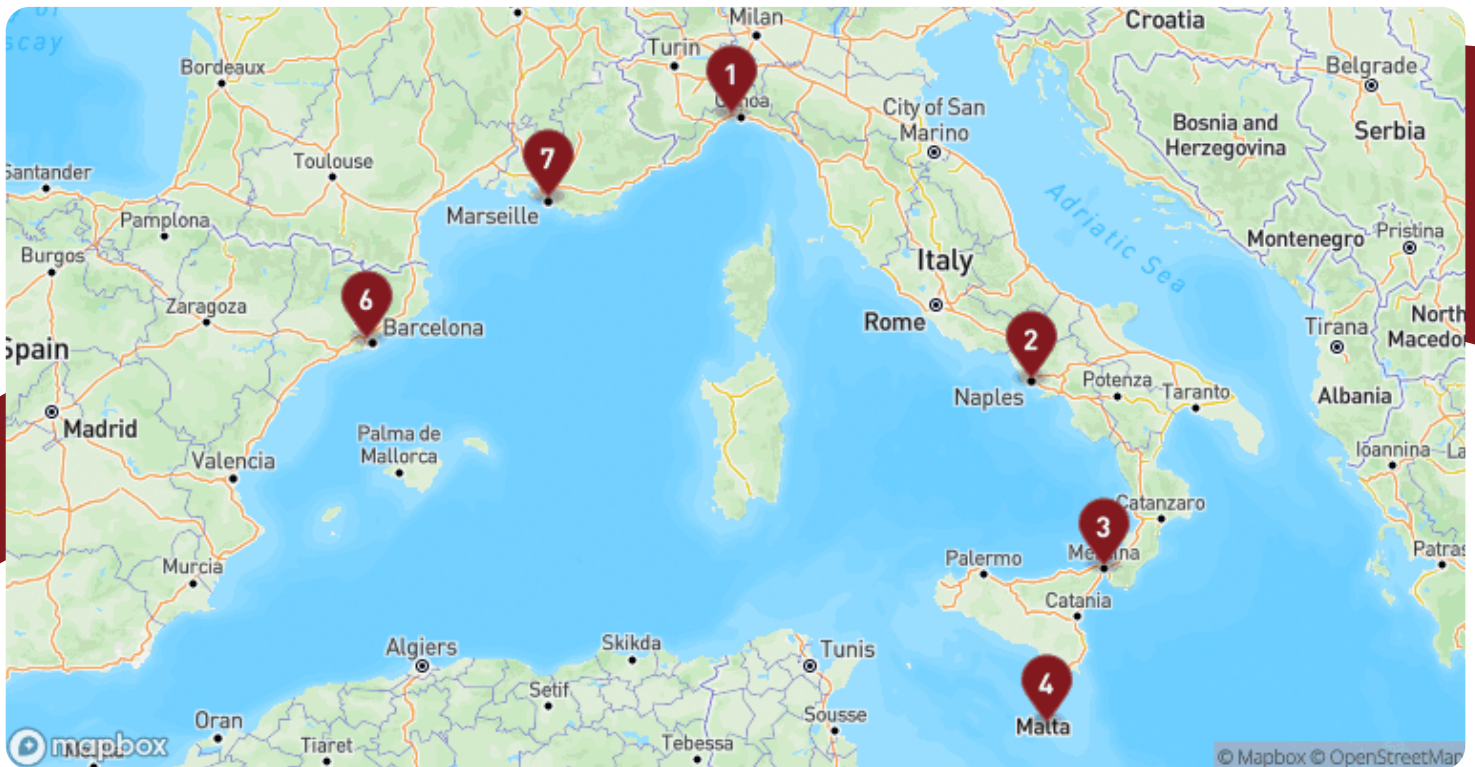 Milan
Croatia
Turin
1
Bordeaux
Belgrade
City of San
Marino
Bosnia and
Herzegovina
Serbia
7
Toulouse
Santander
Marseille
Pamplona
Adriatic Sea
Montenegro
Pristina
Burgos
Italy
6
Zaragoza
Barcelona
Rome
2
Tirana
North
Spain
Naples
Potenza
Taranto
Albania
Madrid
Palma de
Mallorca
Valencia
Ioannina
La
3
Catanzaro
Palermo
Patras
Murcia
Catania
Algiers
Skikda
Tunis
4
Setif
Oran
Sousse
Malta
mapbox
Tiaret
Tebessa
© Mapbox © OpenStreetMap